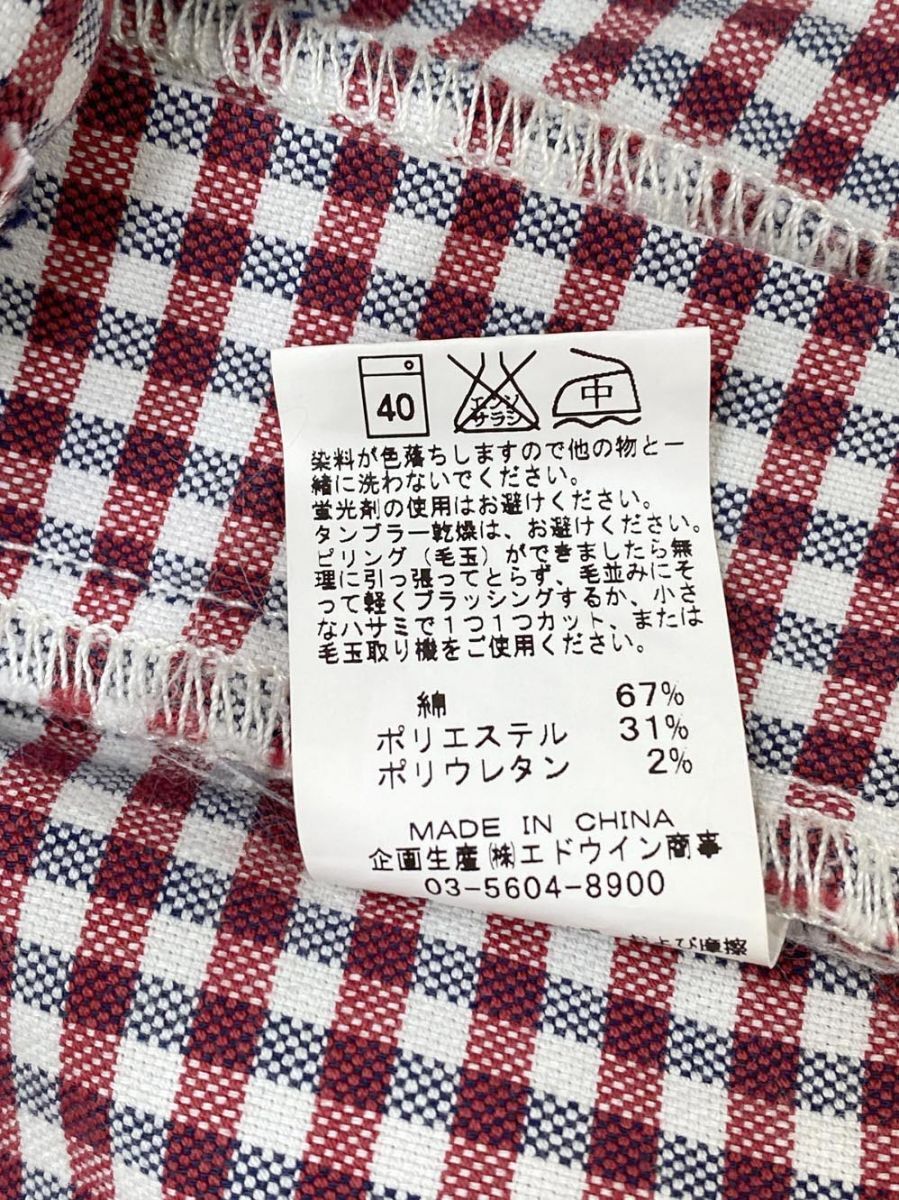 40
エンソ
サラシ
中
染料が色落ちしますので他の物と一
緒に洗わないでください。
蛍光剤の使用はお避けください。
タンブラー乾燥は、お避けください。
ピリング(毛玉)ができましたら無
理に引っ張ってとらず、毛並みにそ
って軽くブラッシングするか、小さ
なハサミで1つ1つカット、または
毛玉取り機をご使用ください。
綿 67%
ポリエステル 31%
ポリウレタン 2%
MADE IN CHINA
企画生産㈱エドウイン商事
03-5604-8900
および摩擦